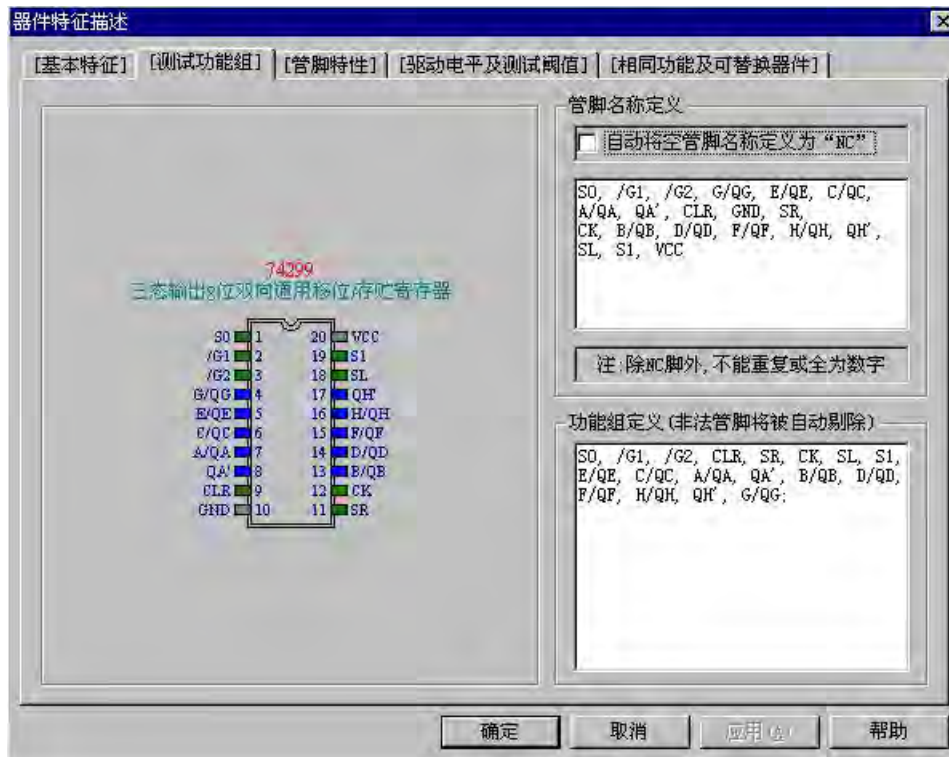 器件特征描述
[基本特征] [测试功能组] [管脚特性] [驱动电平及测试阈值] [相同功能及可替换器件]
74299
三态输出8位双向通用移位/存贮寄存器
S0 1 20 VCC
/G1 2 19 S1
/G2 3 18 SL
G/QG 4 17 QH'
E/QE 5 16 H/QH
C/QC 6 15 F/QF
A/QA 7 14 D/QD
QA' 8 13 B/QB
CLR 9 12 CK
GND 10 11 SR
管脚名称定义
自动将空管脚名称定义为“NC”
S0, /G1, /G2, G/QG, E/QE, C/QC,
A/QA, QA', CLR, GND, SR,
CK, B/QB, D/QD, F/QF, H/QH, QH',
SL, S1, VCC
注:除NC脚外,不能重复或全为数字
功能组定义(非法管脚将被自动剔除)
S0, /G1, /G2, CLR, SR, CK, SL, S1,
E/QE, C/QC, A/QA, QA', B/QB, D/QD,
F/QF, H/QH, QH', G/QG;
确定 取消 应用(A) 帮助